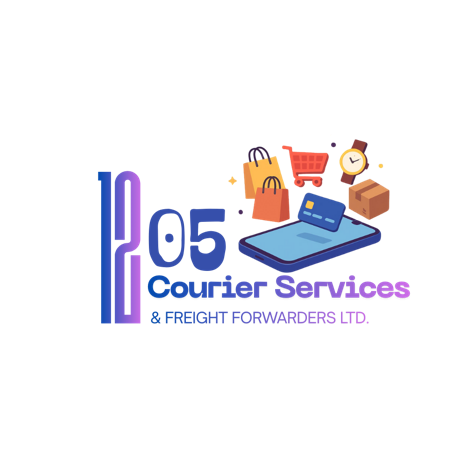 1205
Courier Services
& FREIGHT FORWARDERS LTD.